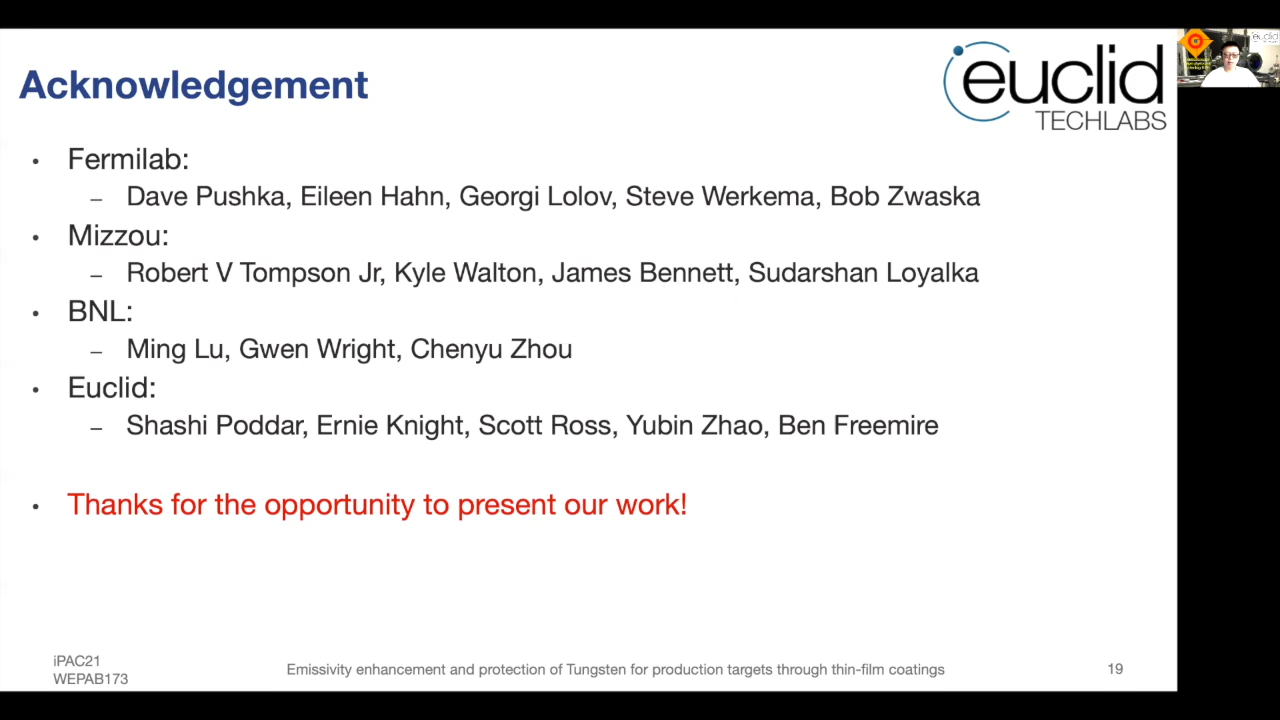 Acknowledgement
euclid
TECHLABS
• Fermilab:
– Dave Pushka, Eileen Hahn, Georgi Lolov, Steve Werkema, Bob Zwaska
• Mizzou:
– Robert V Tompson Jr, Kyle Walton, James Bennett, Sudarshan Loyalka
• BNL:
– Ming Lu, Gwen Wright, Chenyu Zhou
• Euclid:
– Shashi Poddar, Ernie Knight, Scott Ross, Yubin Zhao, Ben Freemire
• Thanks for the opportunity to present our work!
iPAC21
WEPAB173
Emissivity enhancement and protection of Tungsten for production targets through thin-film coatings
19
euclid